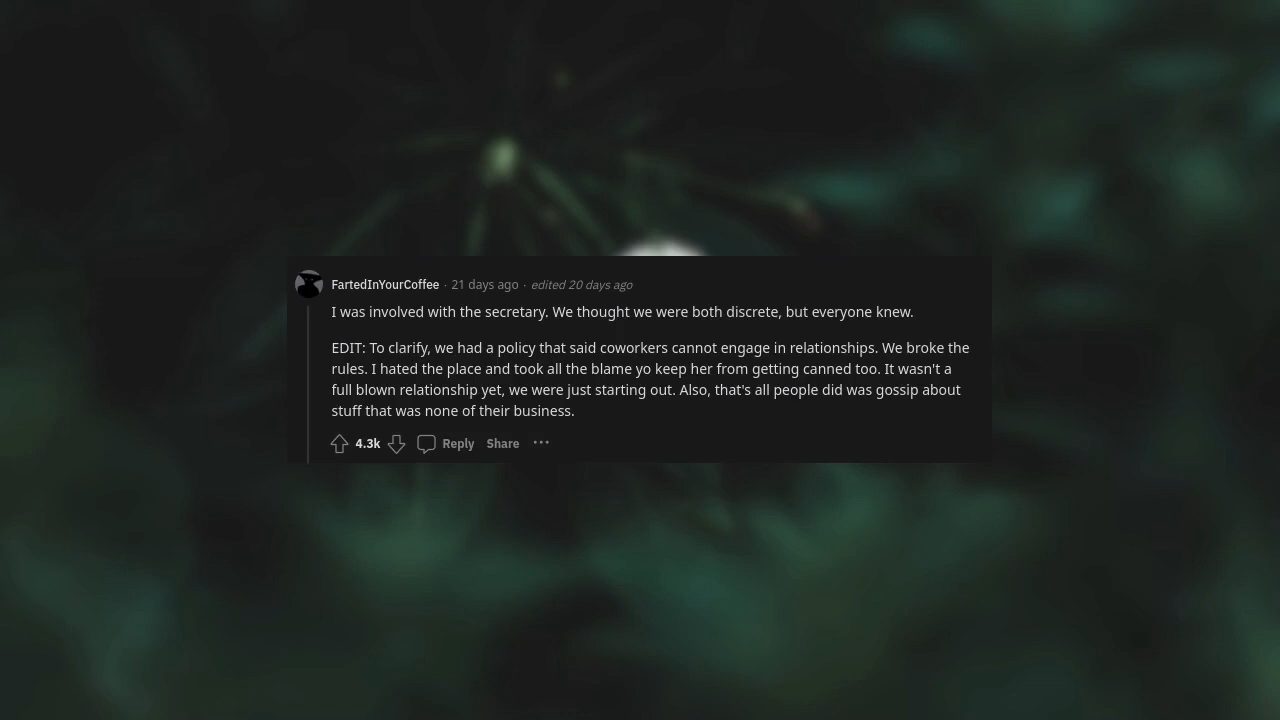 FartedInYourCoffee · 21 days ago · edited 20 days ago
I was involved with the secretary. We thought we were both discrete, but everyone knew.
EDIT: To clarify, we had a policy that said coworkers cannot engage in relationships. We broke the
rules. I hated the place and took all the blame yo keep her from getting canned too. It wasn't a
full blown relationship yet, we were just starting out. Also, that's all people did was gossip about
stuff that was none of their business.
4.3k Reply Share ···